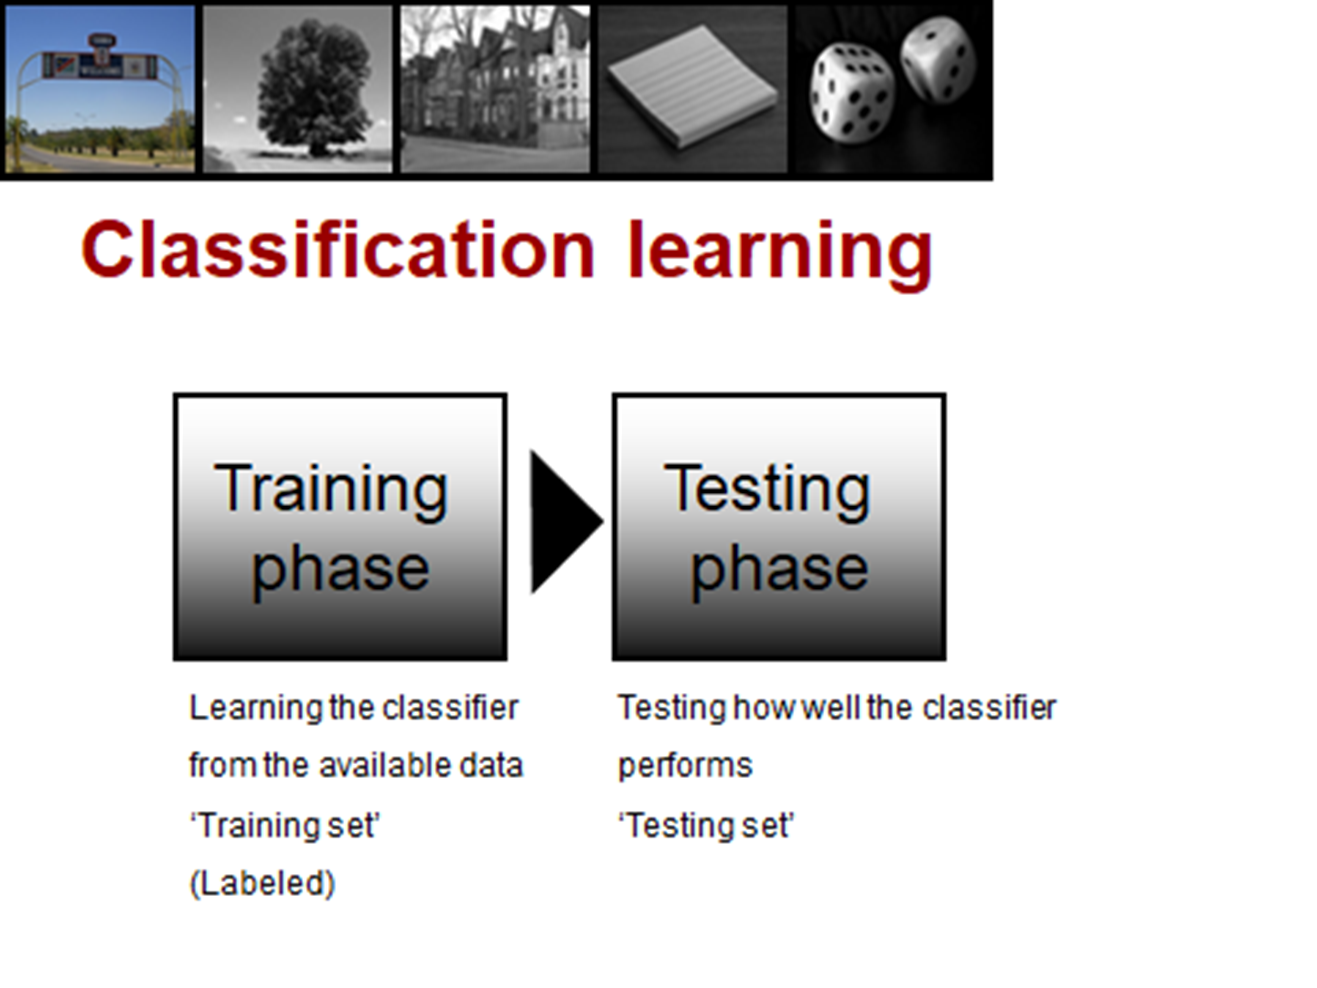 Classification learning
Training
phase
Testing
phase
Learning the classifier
from the available data
‘Training set’
(Labeled)
Testing how well the classifier
performs
‘Testing set’